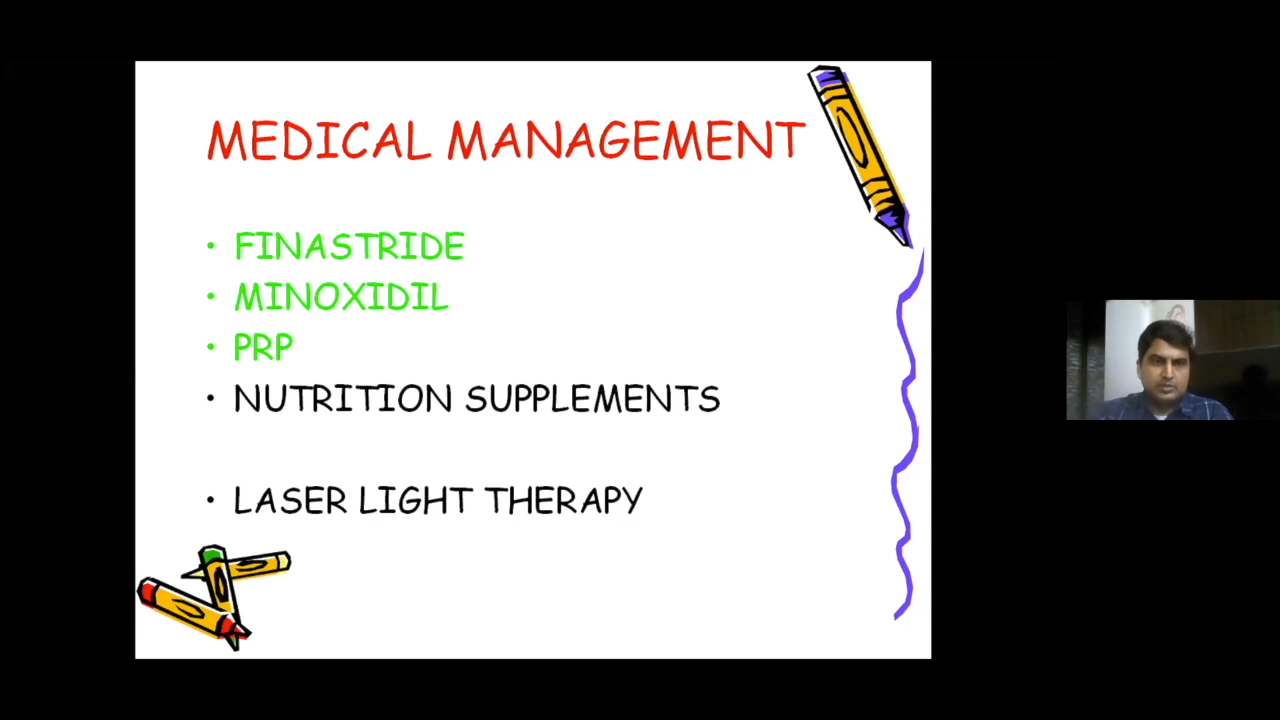 MEDICAL MANAGEMENT
• FINASTRIDE
• MINOXIDIL
• PRP
• NUTRITION SUPPLEMENTS
• LASER LIGHT THERAPY